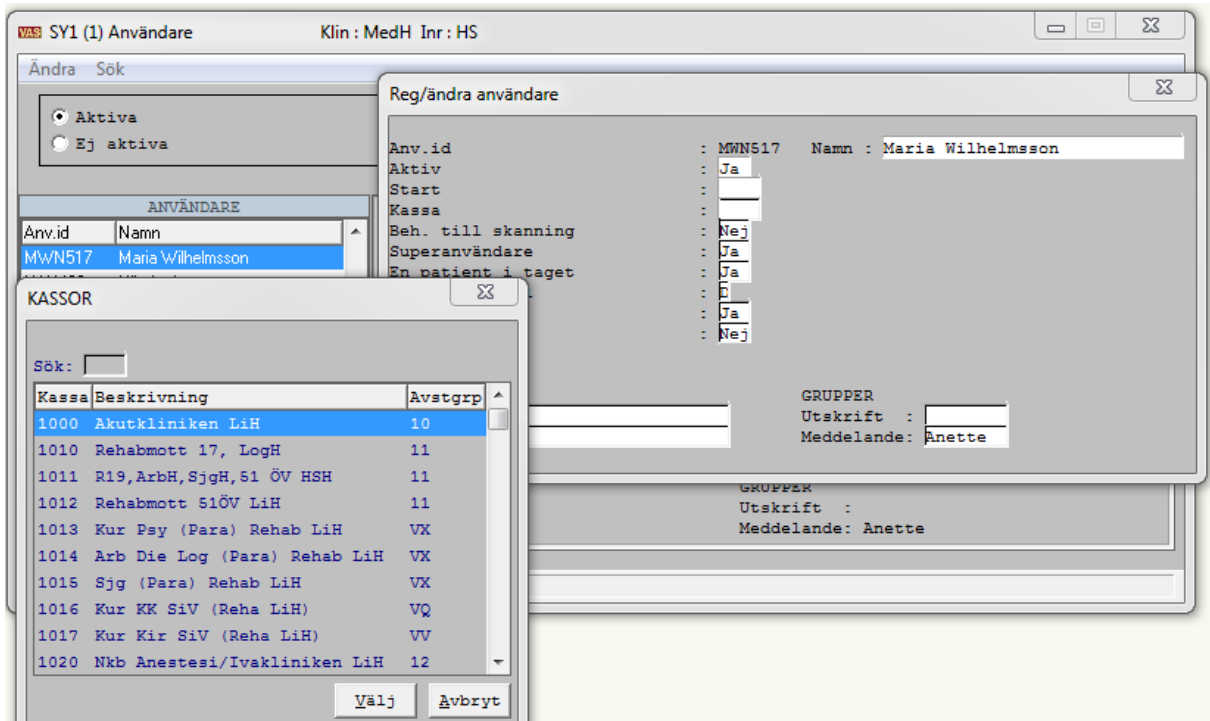 VAS SY1 (1) Användare Klin : MedH Inr : HS
Ändra Sök
Aktiva
Ej aktiva
ANVÄNDARE
Anv.id Namn
MWN517 Maria Wilhelmsson
Reg/ändra användare
Anv.id : MWN517 Namn : Maria Wilhelmsson
Aktiv : Ja
Start :
Kassa :
Beh. till skanning : Nej
Superanvändare : Ja
En patient i taget : Ja
: D
: Ja
: Nej
GRUPPER
Utskrift :
Meddelande: Anette
GRUPPER
Utskrift :
Meddelande: Anette
KASSOR
Sök:
Kassa Beskrivning Avstgrp
1000 Akutkliniken LiH 10
1010 Rehabmott 17, LogH 11
1011 R19,ArbH,SjgH,51 ÖV HSH 11
1012 Rehabmott 51ÖV LiH 11
1013 Kur Psy (Para) Rehab LiH VX
1014 Arb Die Log (Para) Rehab LiH VX
1015 Sjg (Para) Rehab LiH VX
1016 Kur KK SiV (Reha LiH) VQ
1017 Kur Kir SiV (Reha LiH) VV
1020 Nkb Anestesi/Ivakliniken LiH 12
Välj Avbryt